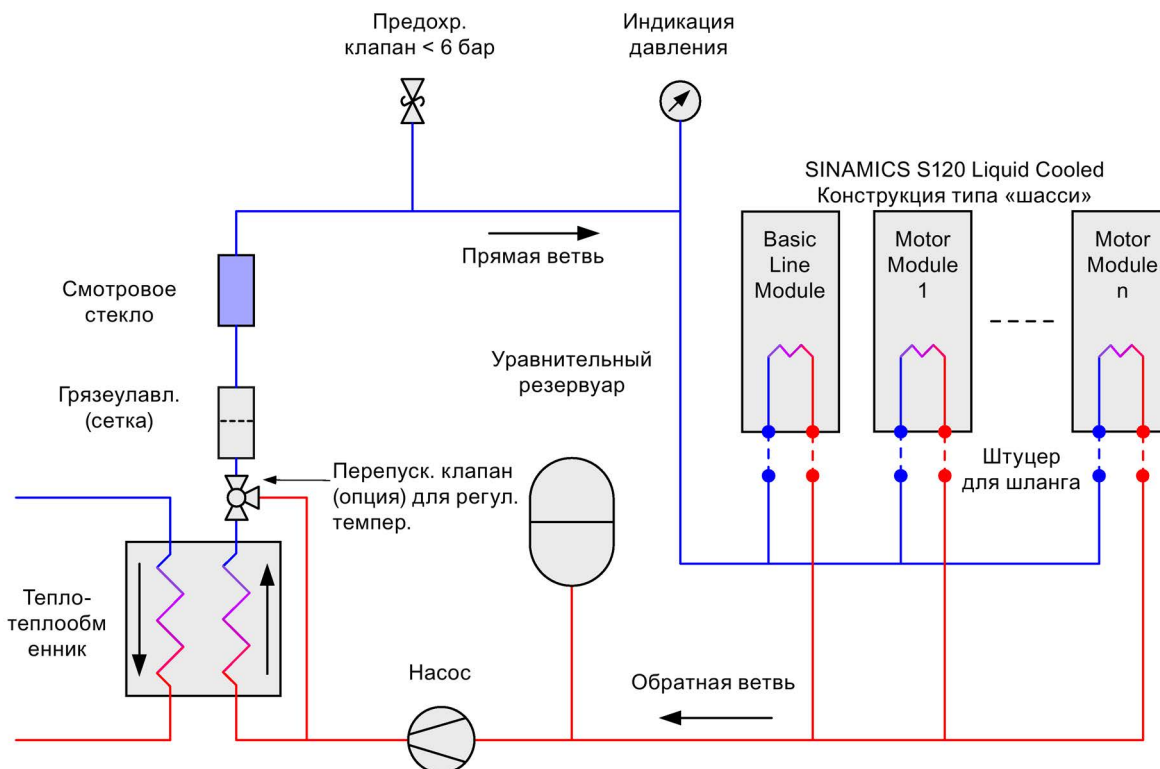 Предохр.
клапан < 6 бар
Индикация
давления
SINAMICS S120 Liquid Cooled
Конструкция типа «шасси»
Basic
Line
Module
Motor
Module
1
Motor
Module
n
Прямая ветвь
Смотровое
стекло
Уравнительный
резервуар
Грязеулавл.
(сетка)
Перепуск. клапан
(опция) для регул.
темпер.
Штуцер
для шланга
Тепло-
теплообм
енник
Насос
Обратная ветвь